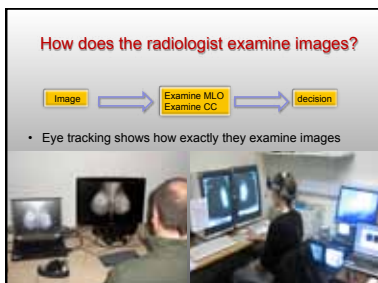 How does the radiologist examine images?
Image
Examine MLO
Examine CC
decision
• Eye tracking shows how exactly they examine images